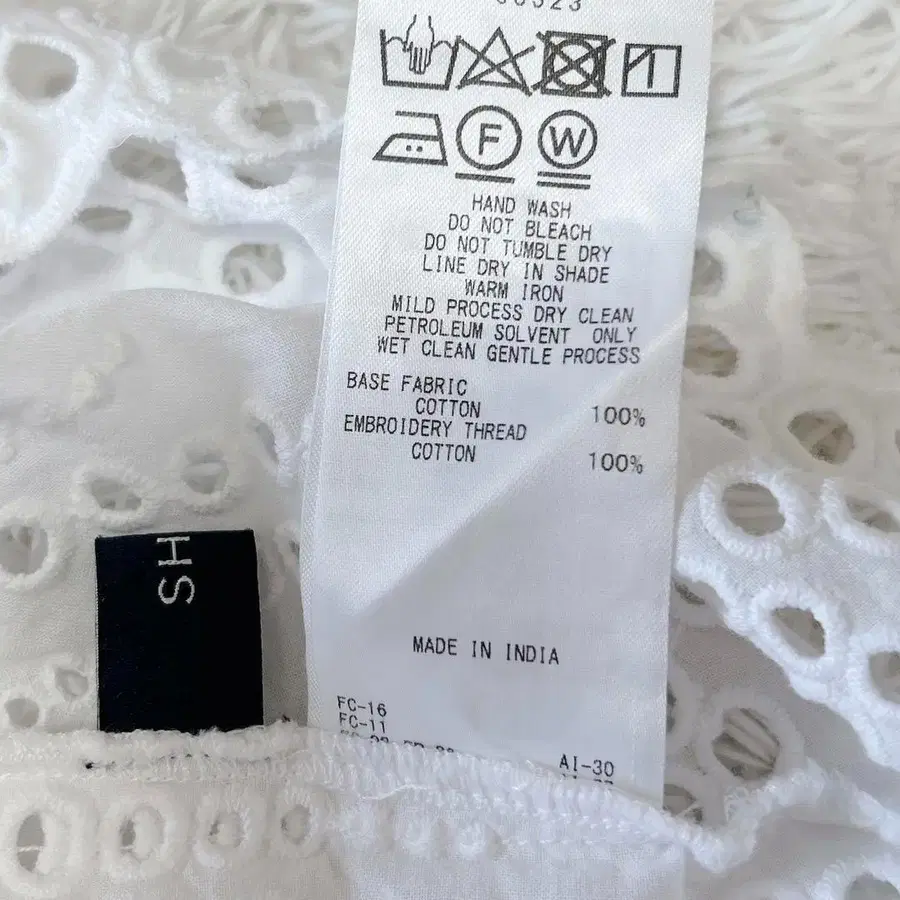 F W
HAND WASH
DO NOT BLEACH
DO NOT TUMBLE DRY
LINE DRY IN SHADE
WARM IRON
MILD PROCESS DRY CLEAN
PETROLEUM SOLVENT ONLY
WET CLEAN GENTLE PROCESS
BASE FABRIC
COTTON 100%
EMBROIDERY THREAD
COTTON 100%
SH
MADE IN INDIA
FC-16
FC-11
AI-30